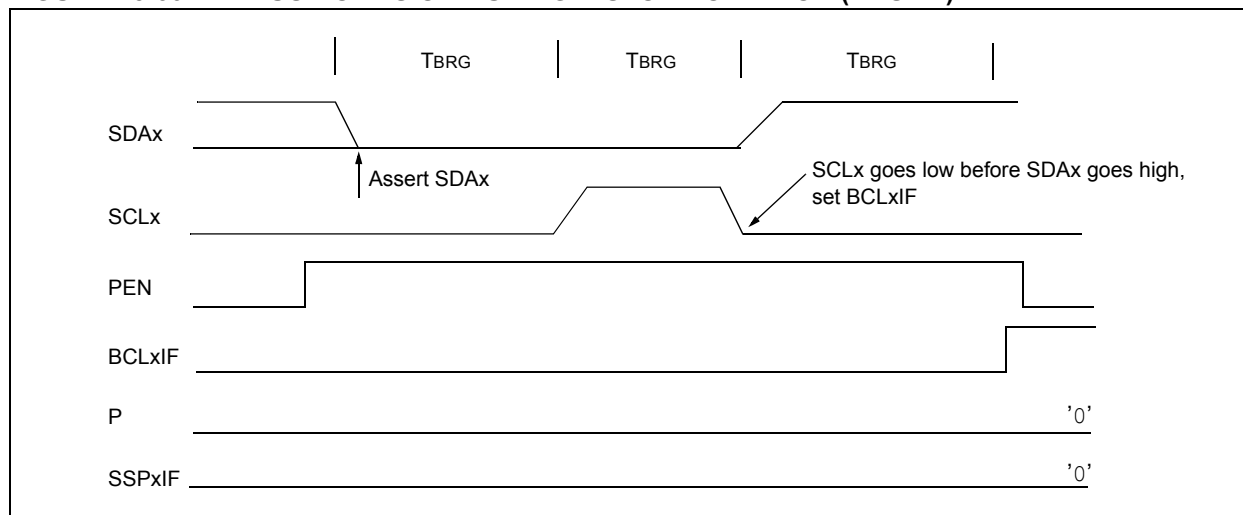 TBRG TBRG TBRG
SDAx
Assert SDAx
SCLx goes low before SDAx goes high,
set BCLxIF
SCLx
PEN
BCLxIF
P '0'
SSPxIF '0'